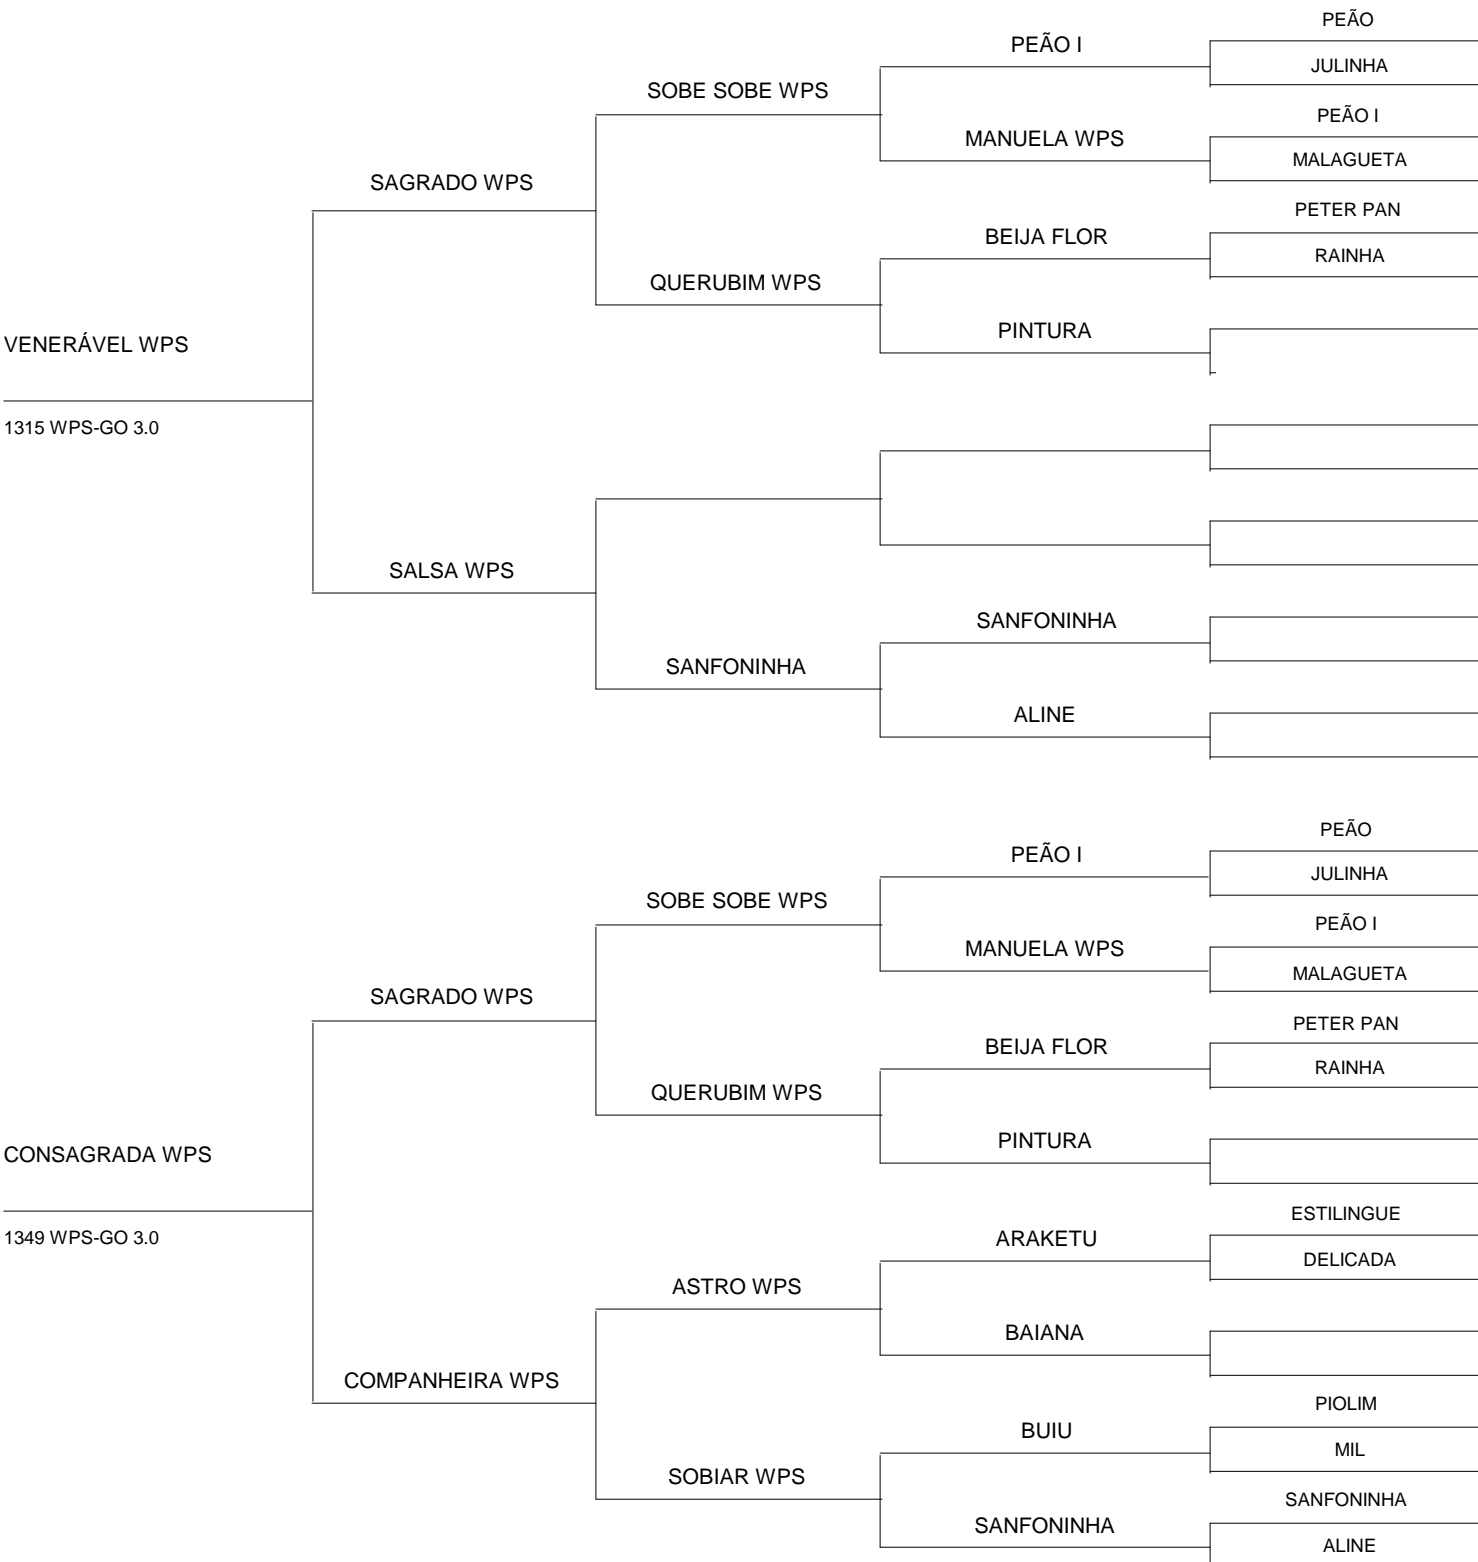 PEÃO
PEÃO I
JULINHA
SOBE SOBE WPS
PEÃO I
MANUELA WPS
MALAGUETA
SAGRADO WPS
PETER PAN
BEIJA FLOR
RAINHA
QUERUBIM WPS
PINTURA
VENERÁVEL WPS
1315 WPS-GO 3.0
SALSA WPS
SANFONINHA
SANFONINHA
ALINE
PEÃO
PEÃO I
JULINHA
SOBE SOBE WPS
PEÃO I
MANUELA WPS
MALAGUETA
SAGRADO WPS
PETER PAN
BEIJA FLOR
RAINHA
QUERUBIM WPS
PINTURA
CONSAGRADA WPS
ESTILINGUE
1349 WPS-GO 3.0
ARAKETU
DELICADA
ASTRO WPS
BAIANA
COMPANHEIRA WPS
PIOLIM
BUIU
MIL
SOBIAR WPS
SANFONINHA
SANFONINHA
ALINE